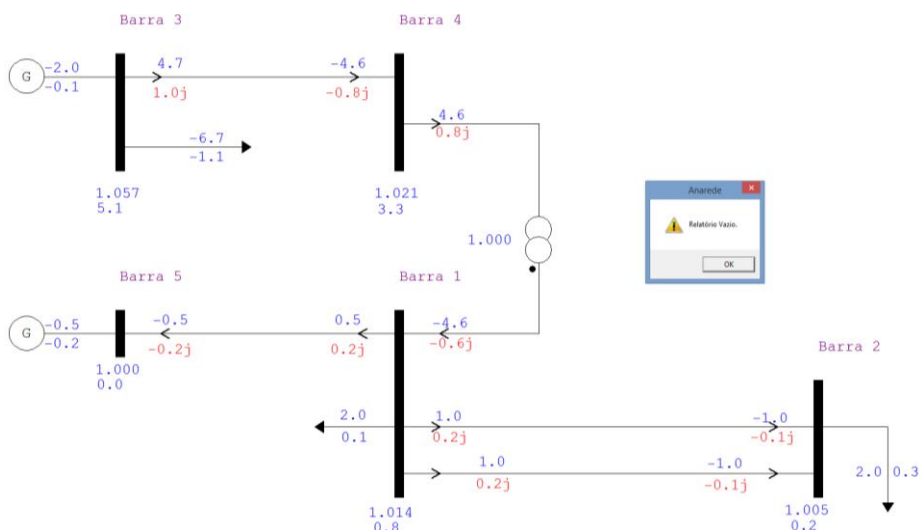 Barra 3
Barra 4
G
-2.0
-0.1
4.7
1.0j
-4.6
-0.8j
-6.7
-1.1
4.6
0.8j
1.057
5.1
1.021
3.3
1.000
Anarede
Relatório Vazio.
OK
Barra 5
Barra 1
G
-0.5
-0.2
-0.5
-0.2j
0.5
0.2j
-4.6
-0.6j
1.000
0.0
Barra 2
2.0
0.1
1.0
0.2j
-1.0
-0.1j
1.0
0.2j
-1.0
-0.1j
2.0 0.3
1.014
0.8
1.005
0.2